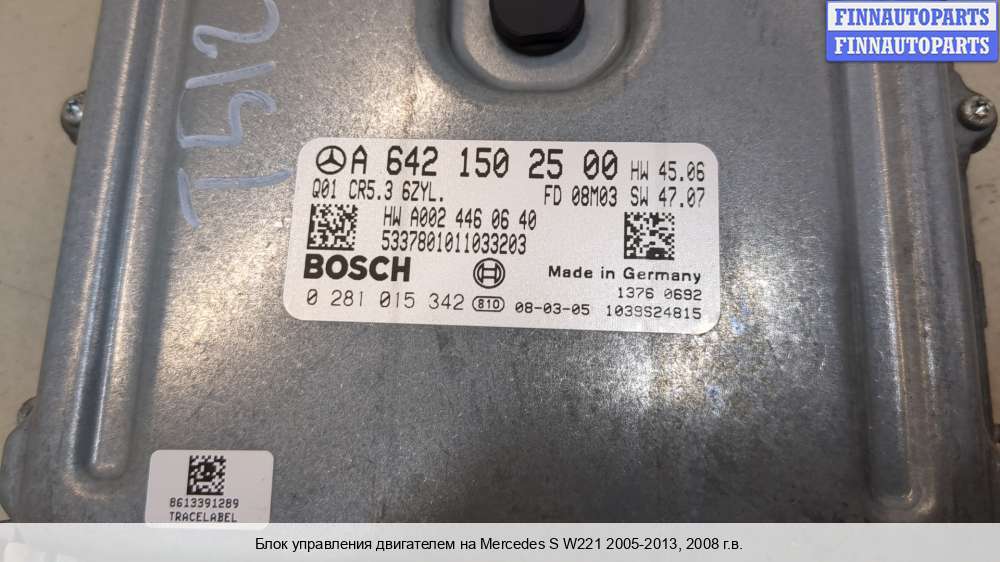 FINNAUTOPARTS
FINNAUTOPARTS
A 642 150 25 00 HW 45.06
Q01 CR5.3 6ZYL. FD 08M03 SW 47.07
HW A002 446 06 40
5337801011033203
BOSCH Made in Germany
1376 0692
0 281 015 342 810 08-03-05 1039S24815
8613391289
TRACELABEL
Блок управления двигателем на Mercedes S W221 2005-2013, 2008 г.в.